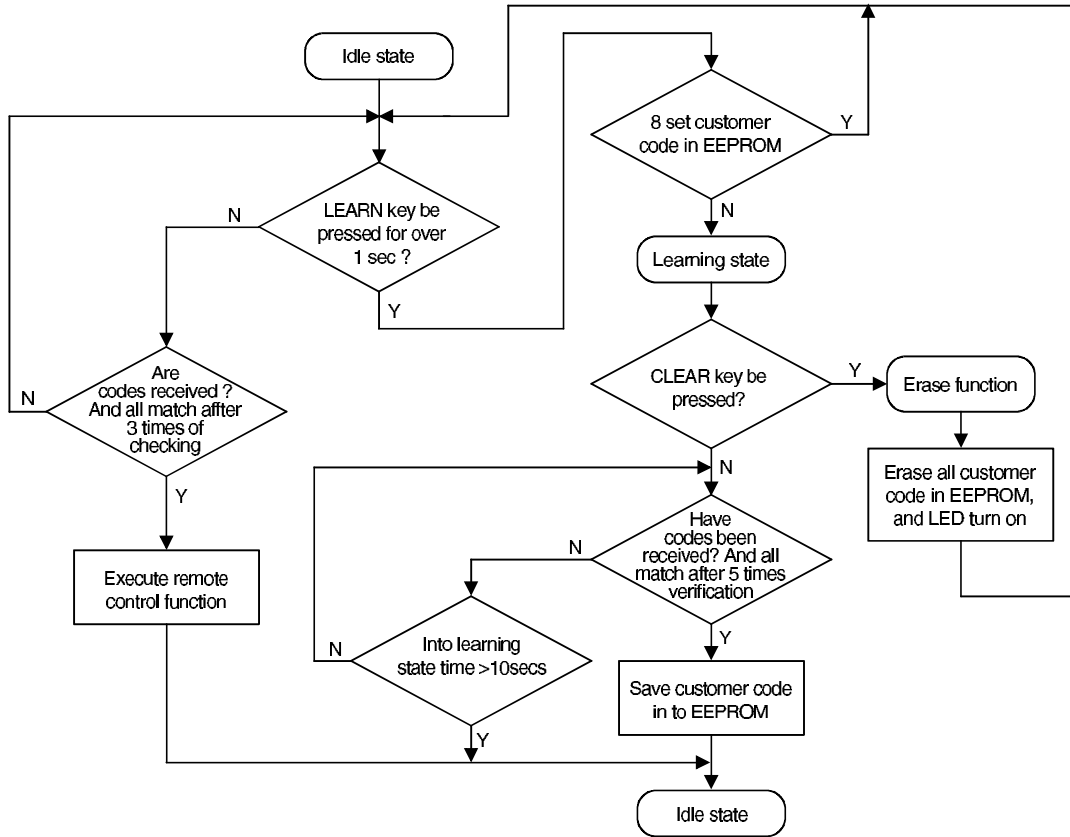 Idle state
8 set customer
code in EEPROM
Y
N
LEARN key be
pressed for over
1 sec ?
N
Y
Learning state
Are
codes received ?
And all match affter
3 times of
checking
N
Y
CLEAR key be
pressed?
Y
N
Erase function
Erase all customer
code in EEPROM,
and LED turn on
Have
codes been
received? And all
match after 5 times
verification
N
Y
Execute remote
control function
Into learning
state time >10secs
N
Y
Save customer code
in to EEPROM
Idle state